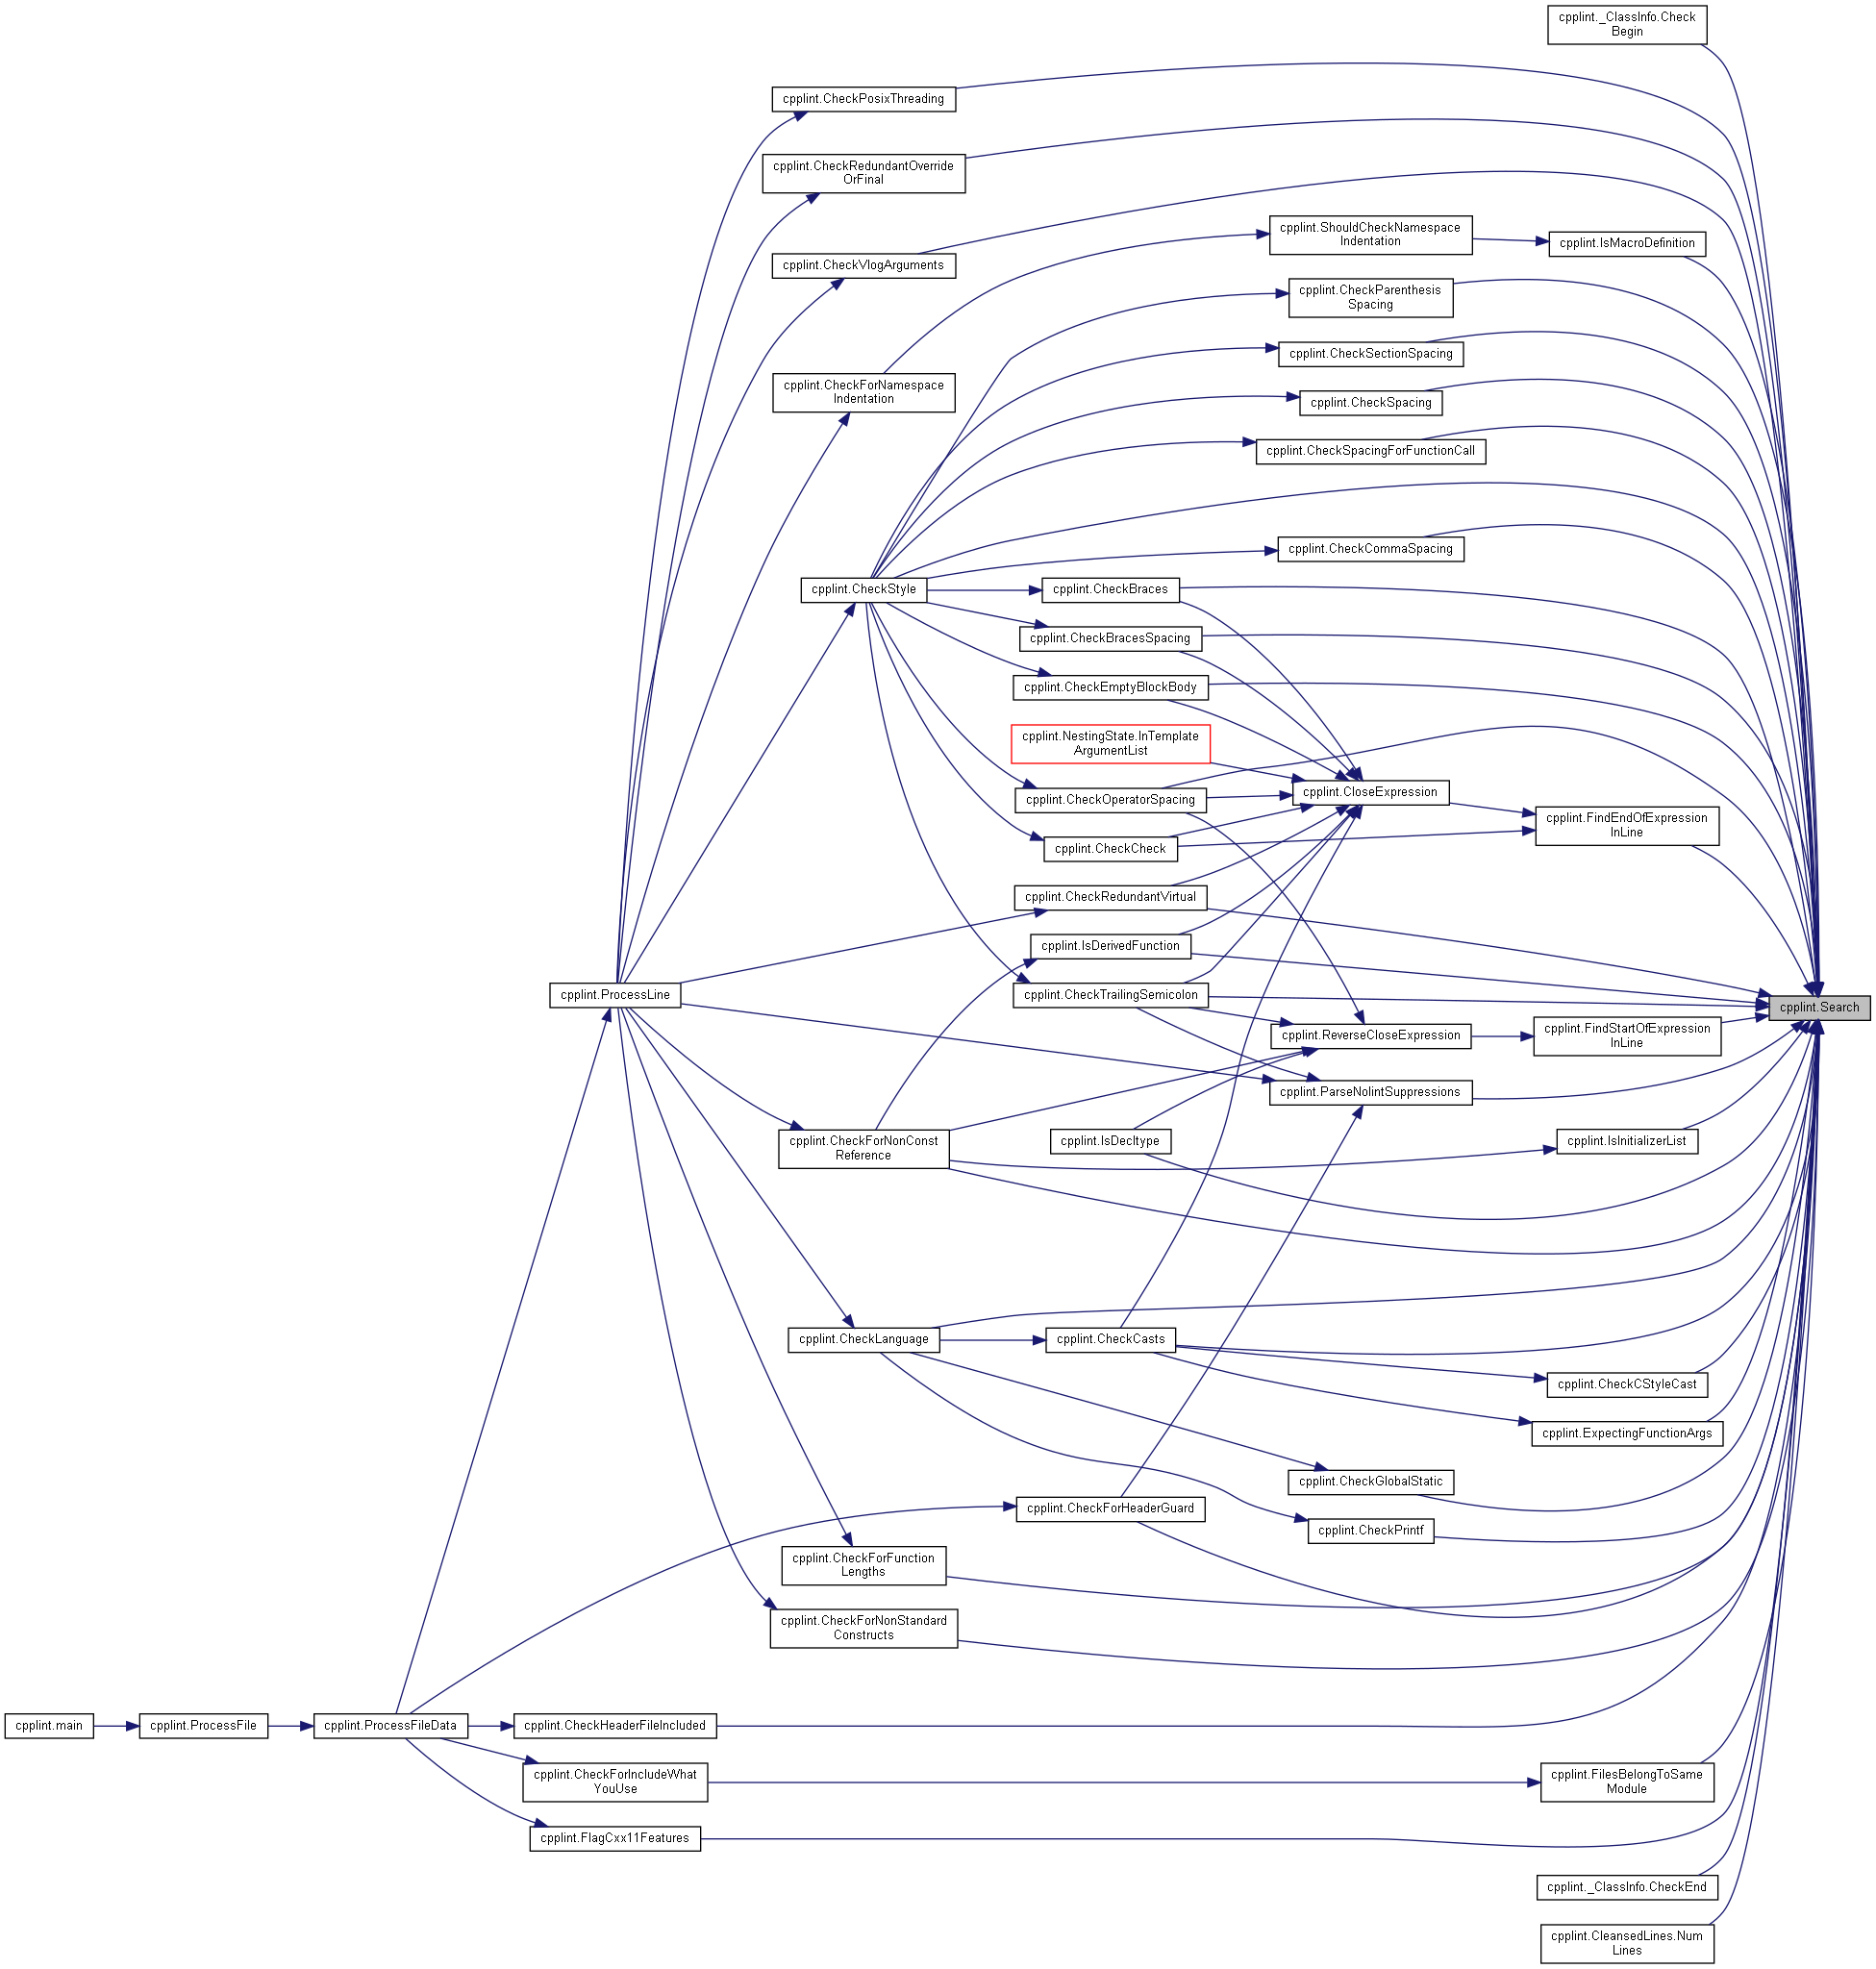 cpplint._ClassInfo.Check
Begin
cpplint.CheckPosixThreading
cpplint.CheckRedundantOverride
OrFinal
cpplint.CheckVlogArguments
cpplint.ShouldCheckNamespace
Indentation
cpplint.IsMacroDefinition
cpplint.CheckParenthesis
Spacing
cpplint.CheckSectionSpacing
cpplint.CheckForNamespace
Indentation
cpplint.CheckSpacing
cpplint.CheckSpacingForFunctionCall
cpplint.CheckCommaSpacing
cpplint.CheckStyle
cpplint.CheckBraces
cpplint.CheckBracesSpacing
cpplint.CheckEmptyBlockBody
cpplint.NestingState.InTemplate
ArgumentList
cpplint.CheckOperatorSpacing
cpplint.CloseExpression
cpplint.FindEndOfExpression
InLine
cpplint.CheckCheck
cpplint.CheckRedundantVirtual
cpplint.IsDerivedFunction
cpplint.ProcessLine
cpplint.CheckTrailingSemicolon
cpplint.Search
cpplint.ReverseCloseExpression
cpplint.FindStartOfExpression
InLine
cpplint.ParseNolintSuppressions
cpplint.CheckForNonConst
Reference
cpplint.IsDecltype
cpplint.IsInitializerList
cpplint.CheckLanguage
cpplint.CheckCasts
cpplint.CheckCStyleCast
cpplint.ExpectingFunctionArgs
cpplint.CheckGlobalStatic
cpplint.CheckForHeaderGuard
cpplint.CheckPrintf
cpplint.CheckForFunction
Lengths
cpplint.CheckForNonStandard
Constructs
cpplint.main
cpplint.ProcessFile
cpplint.ProcessFileData
cpplint.CheckHeaderFileIncluded
cpplint.CheckForIncludeWhat
YouUse
cpplint.FilesBelongToSame
Module
cpplint.FlagCxx11Features
cpplint._ClassInfo.CheckEnd
cpplint.CleansedLines.Num
Lines